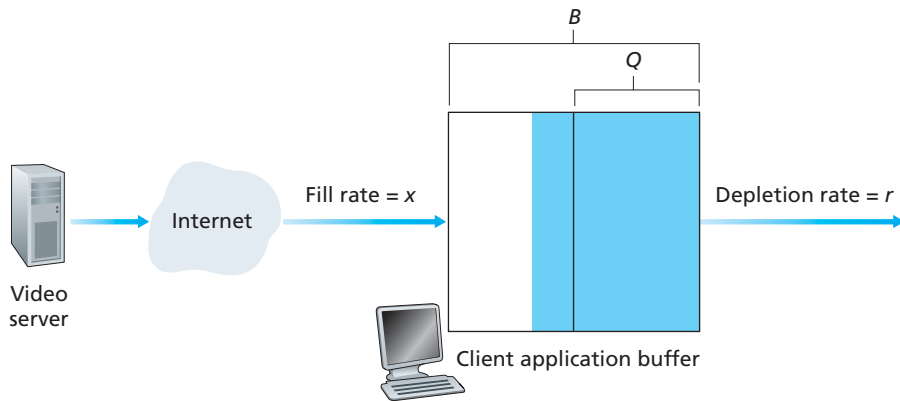 B
Q
Fill rate = x
Depletion rate = r
Internet
Video
server
Client application buffer